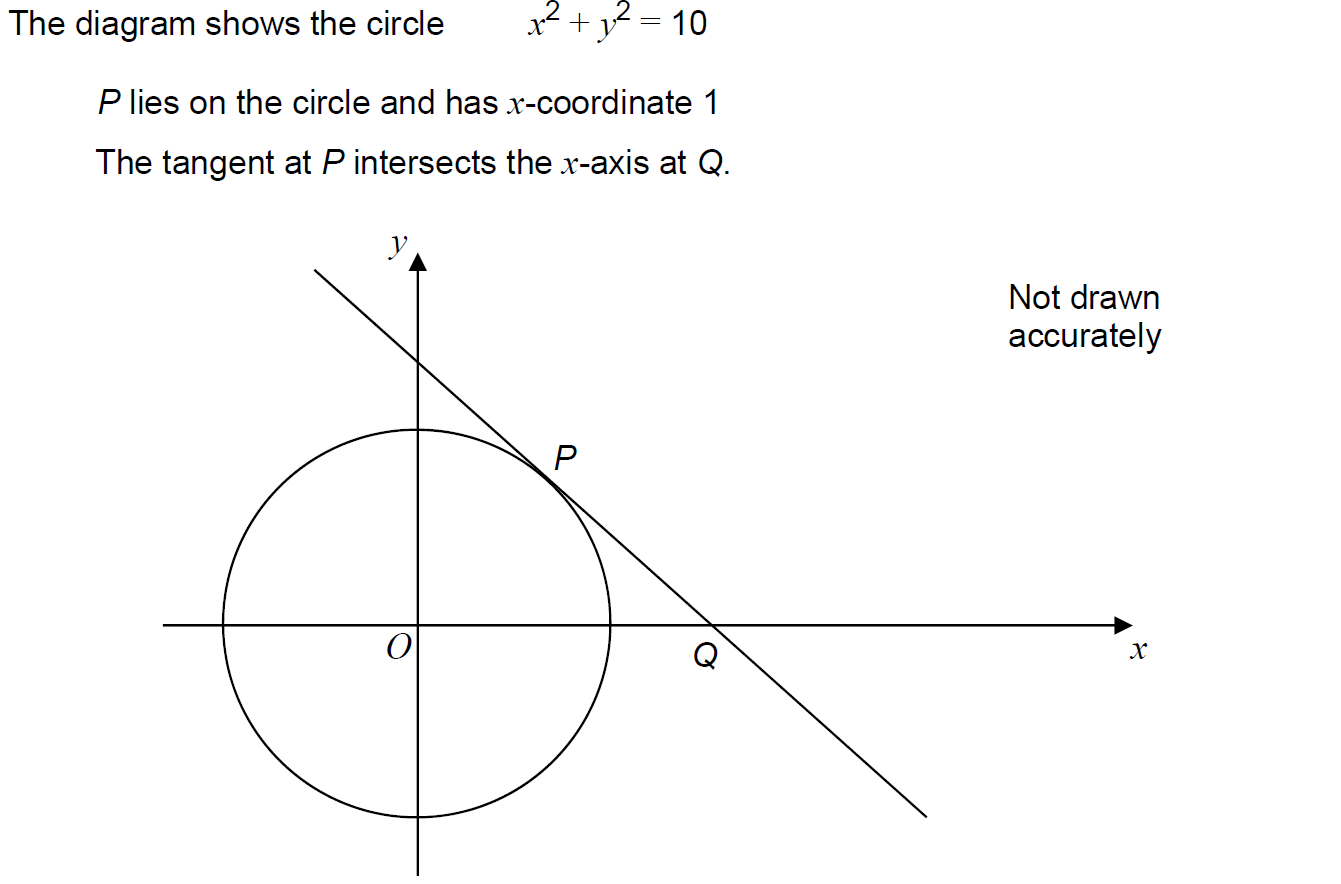 The diagram shows the circle x² + y² = 10
P lies on the circle and has x-coordinate 1
The tangent at P intersects the x-axis at Q.
y
Not drawn
accurately
P
O
Q
x